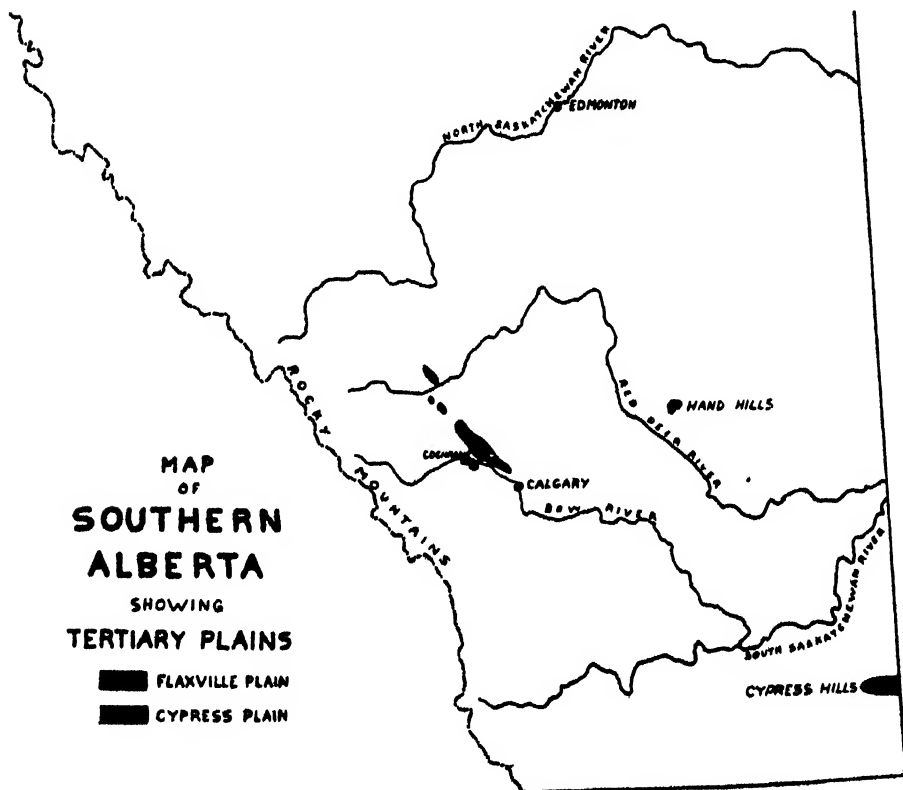 NORTH SASKATCHEWAN RIVER
EDMONTON
ROCKY MOUNTAINS
RED DEER RIVER
HAND HILLS
COCHRANE
CALGARY
BOW RIVER
SOUTH SASKATCHEWAN RIVER
CYPRESS HILLS
MAP
OF
SOUTHERN
ALBERTA
SHOWING
TERTIARY PLAINS
FLAXVILLE PLAIN
CYPRESS PLAIN